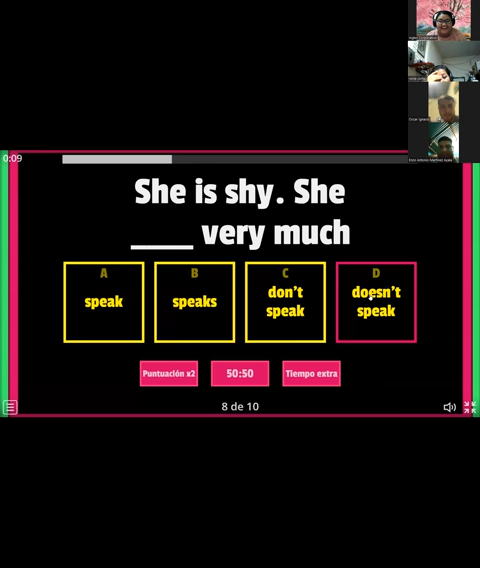 0:09
She is shy. She
____ very much
A
speak
B
speaks
C
don't
speak
D
doesn't
speak
Puntuación x2
50:50
Tiempo extra
8 de 10